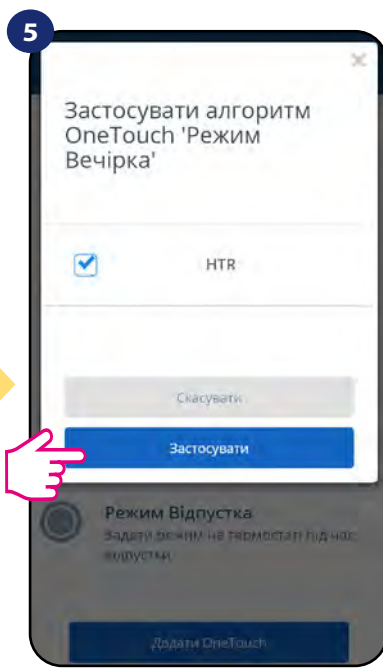 5
×
Застосувати алгоритм
OneTouch 'Режим
Вечірка'
HTR
Скасувати
Застосувати
Режим Відпустка
Задати режим на термостаті під час
відпустки
Додати OneTouch